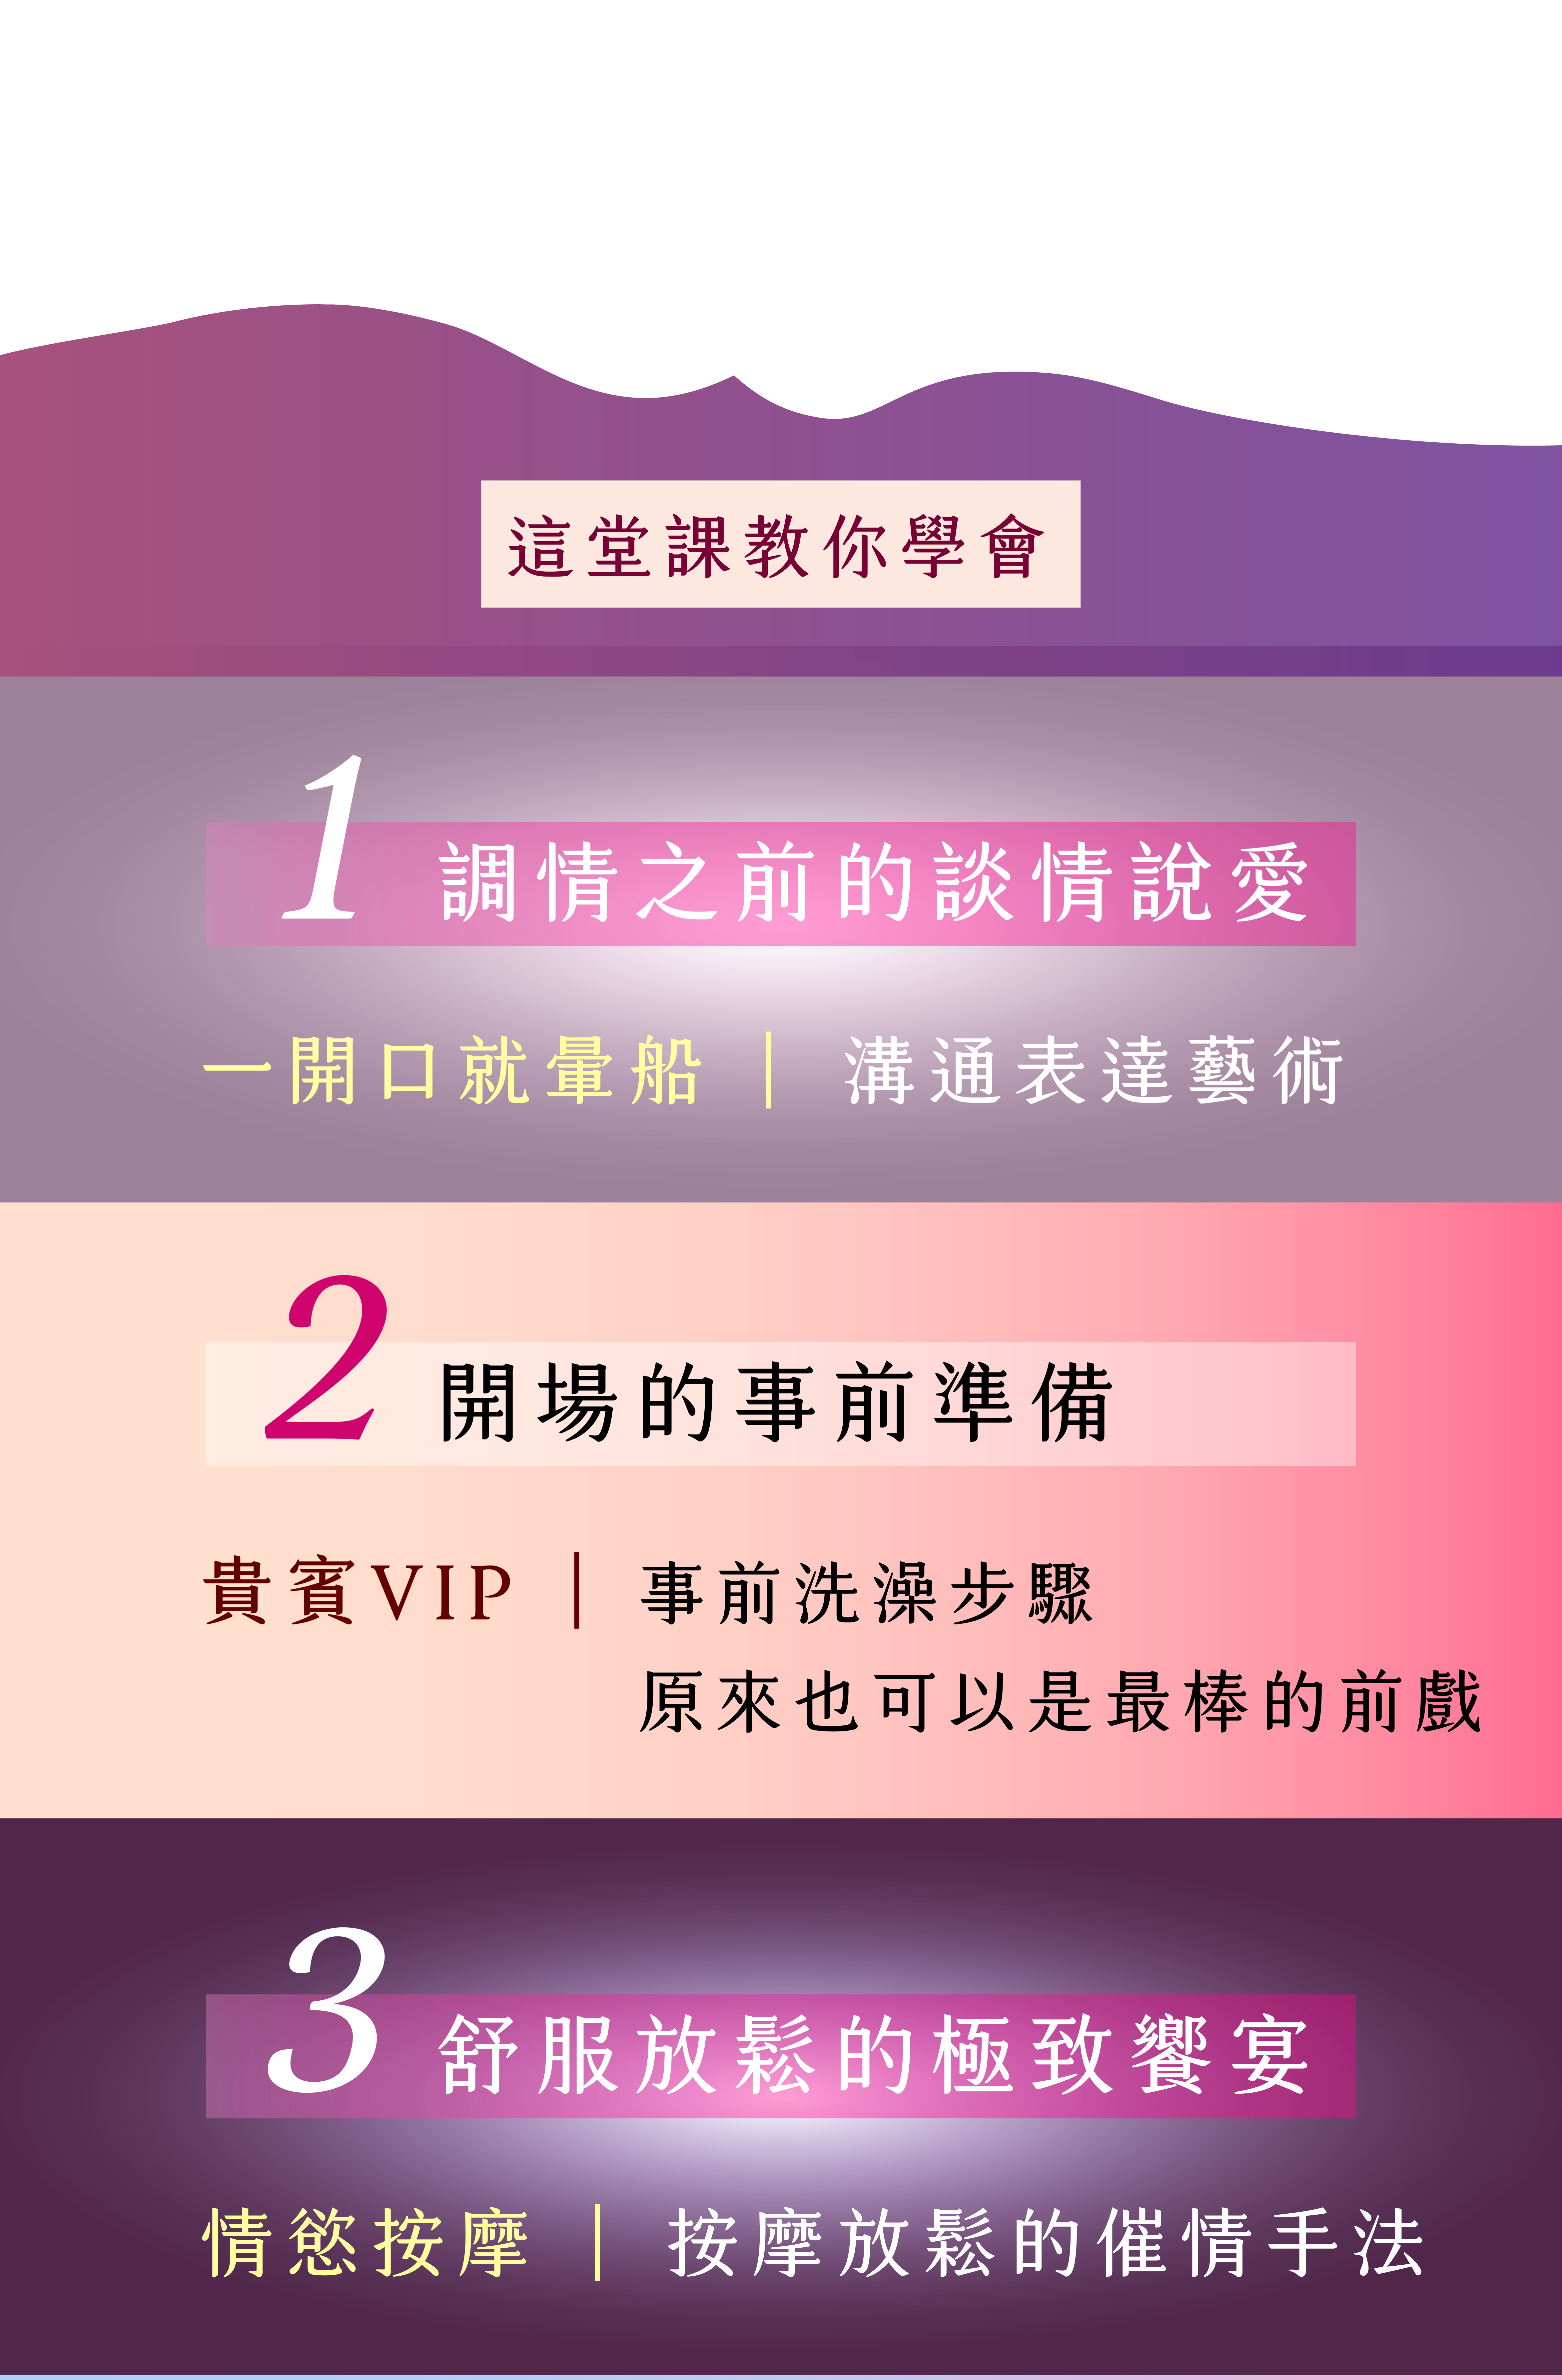 這堂課教你學會
1 調情之前的談情說愛
一開口就暈船｜溝通表達藝術
2 開場的事前準備
貴賓VIP｜事前洗澡步驟
原來也可以是最棒的前戲
3 舒服放鬆的極致饗宴
情慾按摩｜按摩放鬆的催情手法